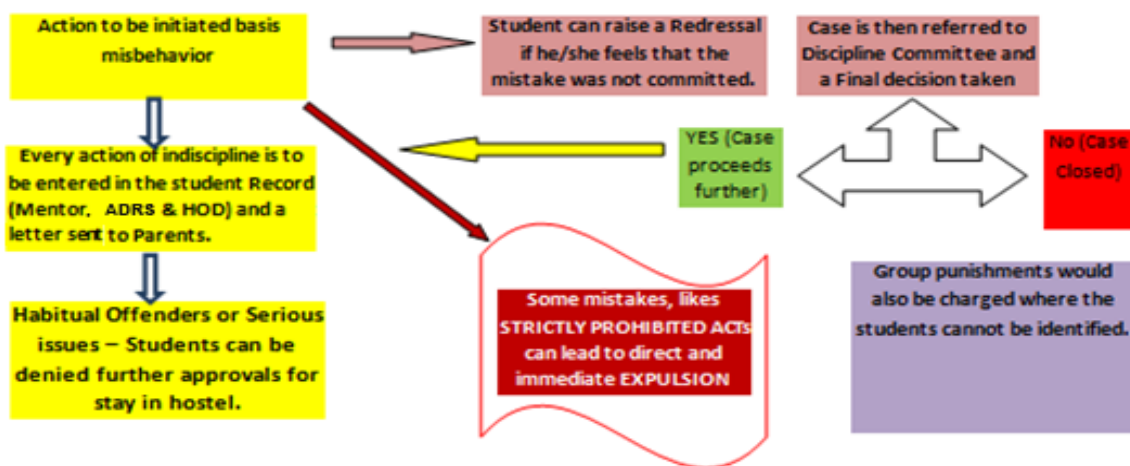 Action to be initiated basis
misbehavior
Student can raise a Redressal
if he/she feels that the
mistake was not committed.
Case is then referred to
Discipline Committee and
a Final decision taken
YES (Case
proceeds
further)
No (Case
Closed)
Every action of indiscipline is to
be entered in the student Record
(Mentor, ADRS & HOD) and a
letter sent to Parents.
Habitual Offenders or Serious
issues – Students can be
denied further approvals for
stay in hostel.
Some mistakes, likes
STRICTLY PROHIBITED ACTs
can lead to direct and
immediate EXPULSION
Group punishments would
also be charged where the
students cannot be identified.